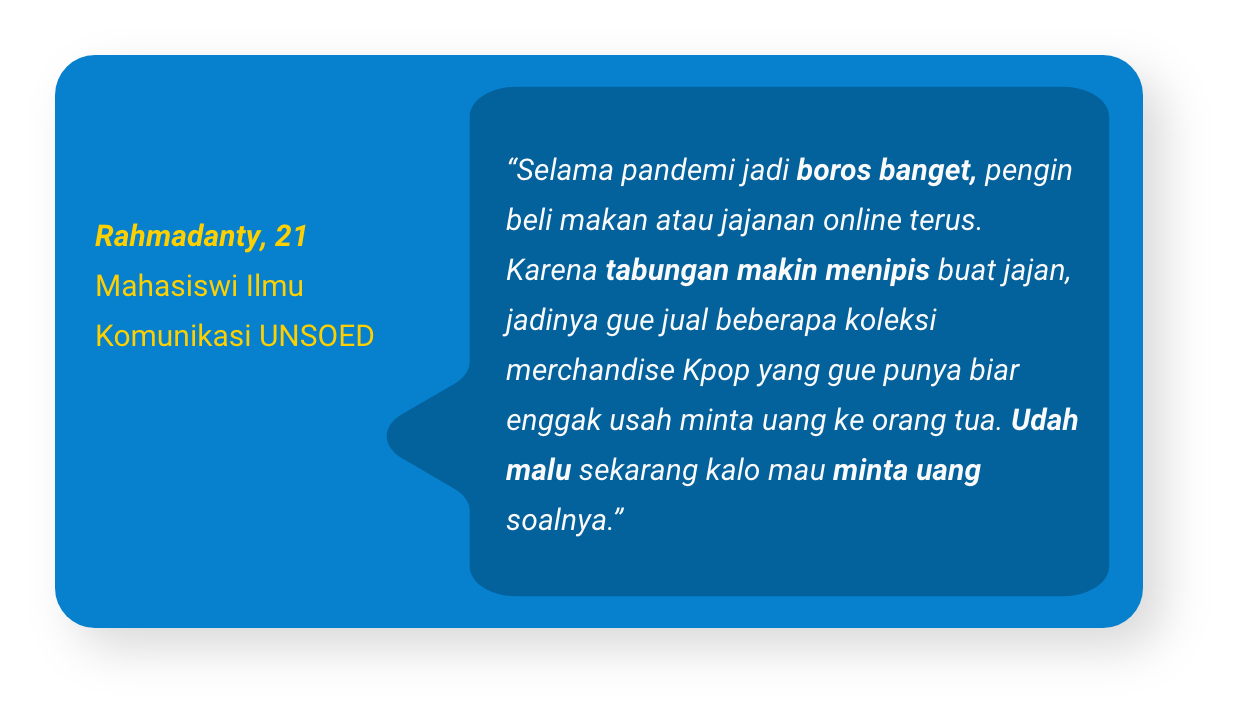 Rahmadanty, 21
Mahasiswi Ilmu
Komunikasi UNSOED
“Selama pandemi jadi boros banget, pengin
beli makan atau jajanan online terus.
Karena tabungan makin menipis buat jajan,
jadinya gue jual beberapa koleksi
merchandise Kpop yang gue punya biar
enggak usah minta uang ke orang tua. Udah
malu sekarang kalo mau minta uang
soalnya.”